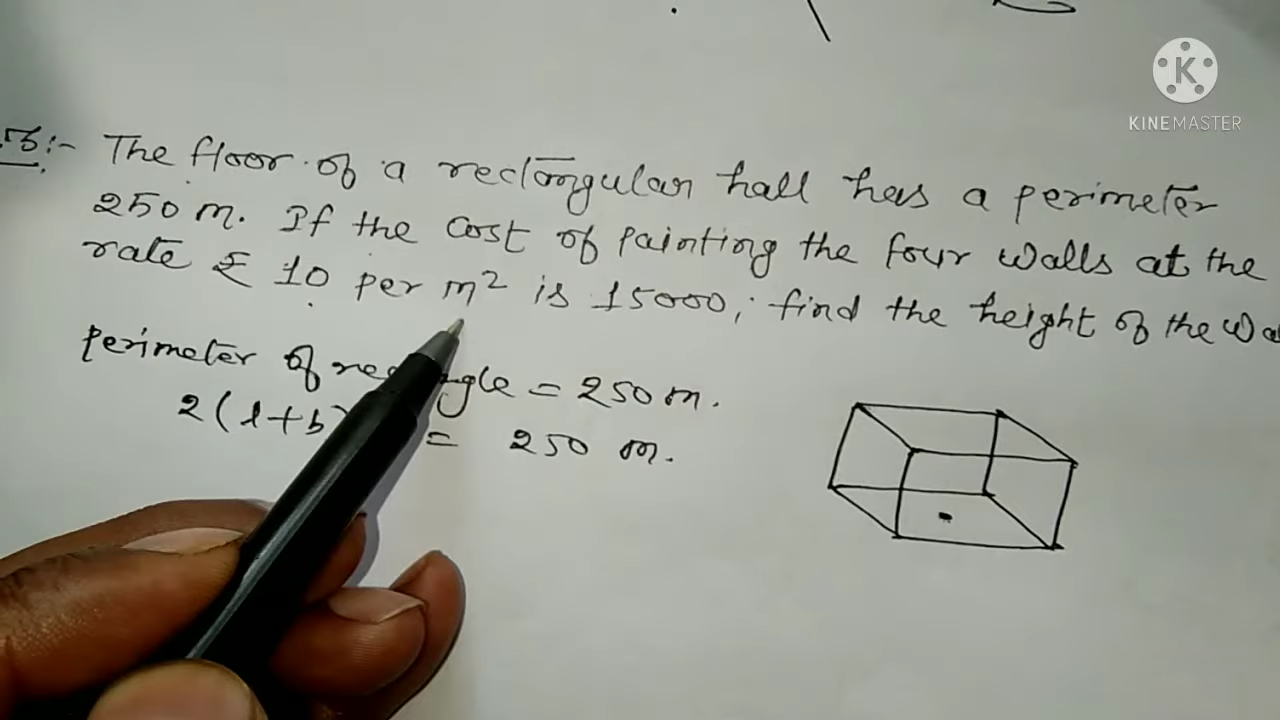 KINEMASTER
5:- The floor of a rectangular hall has a perimeter
250 m. If the cost of painting the four walls at the
rate ₹ 10 per m² is 15000, find the height of the
perimeter of = 250 m.
2(l+b) = 250 m.